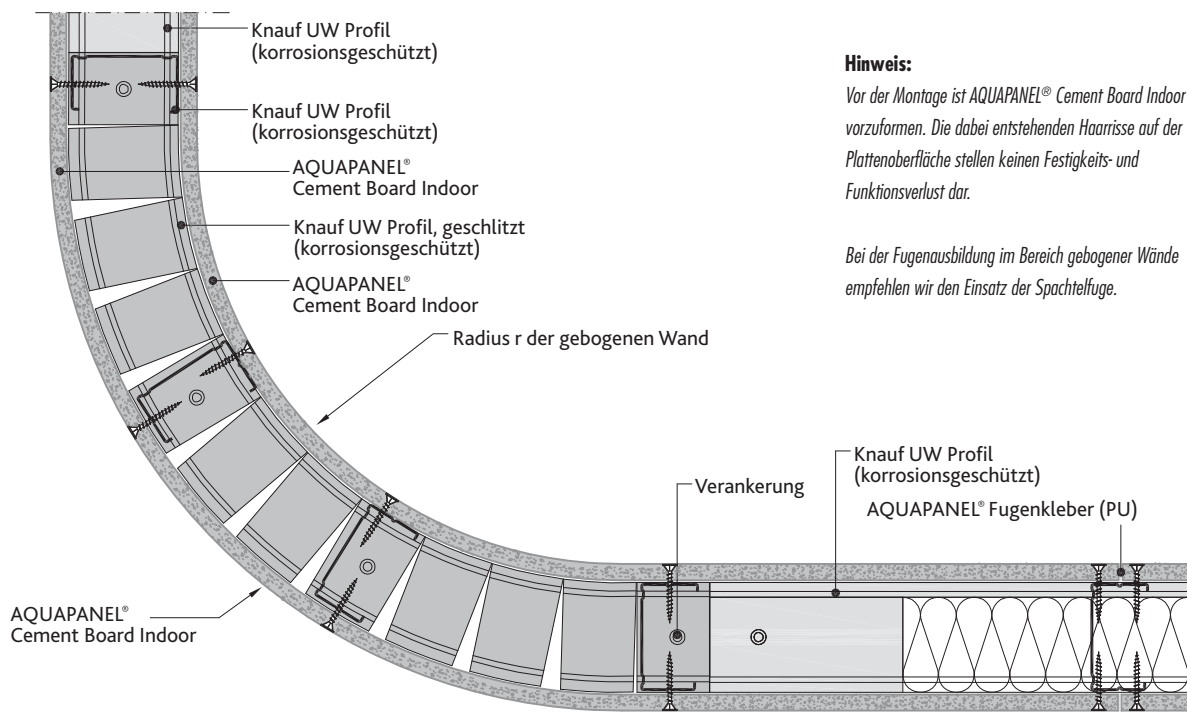 Knauf UW Profil
(korrosionsgeschützt)
Knauf UW Profil
(korrosionsgeschützt)
AQUAPANEL®
Cement Board Indoor
Knauf UW Profil, geschlitzt
(korrosionsgeschützt)
AQUAPANEL®
Cement Board Indoor
Radius r der gebogenen Wand
Hinweis:
Vor der Montage ist AQUAPANEL® Cement Board Indoor
vorzuformen. Die dabei entstehenden Haarrisse auf der
Plattenoberfläche stellen keinen Festigkeits- und
Funktionsverlust dar.
Bei der Fugenausbildung im Bereich gebogener Wände
empfehlen wir den Einsatz der Spachtelfuge.
Knauf UW Profil
(korrosionsgeschützt)
Verankerung
AQUAPANEL® Fugenkleber (PU)
AQUAPANEL®
Cement Board Indoor